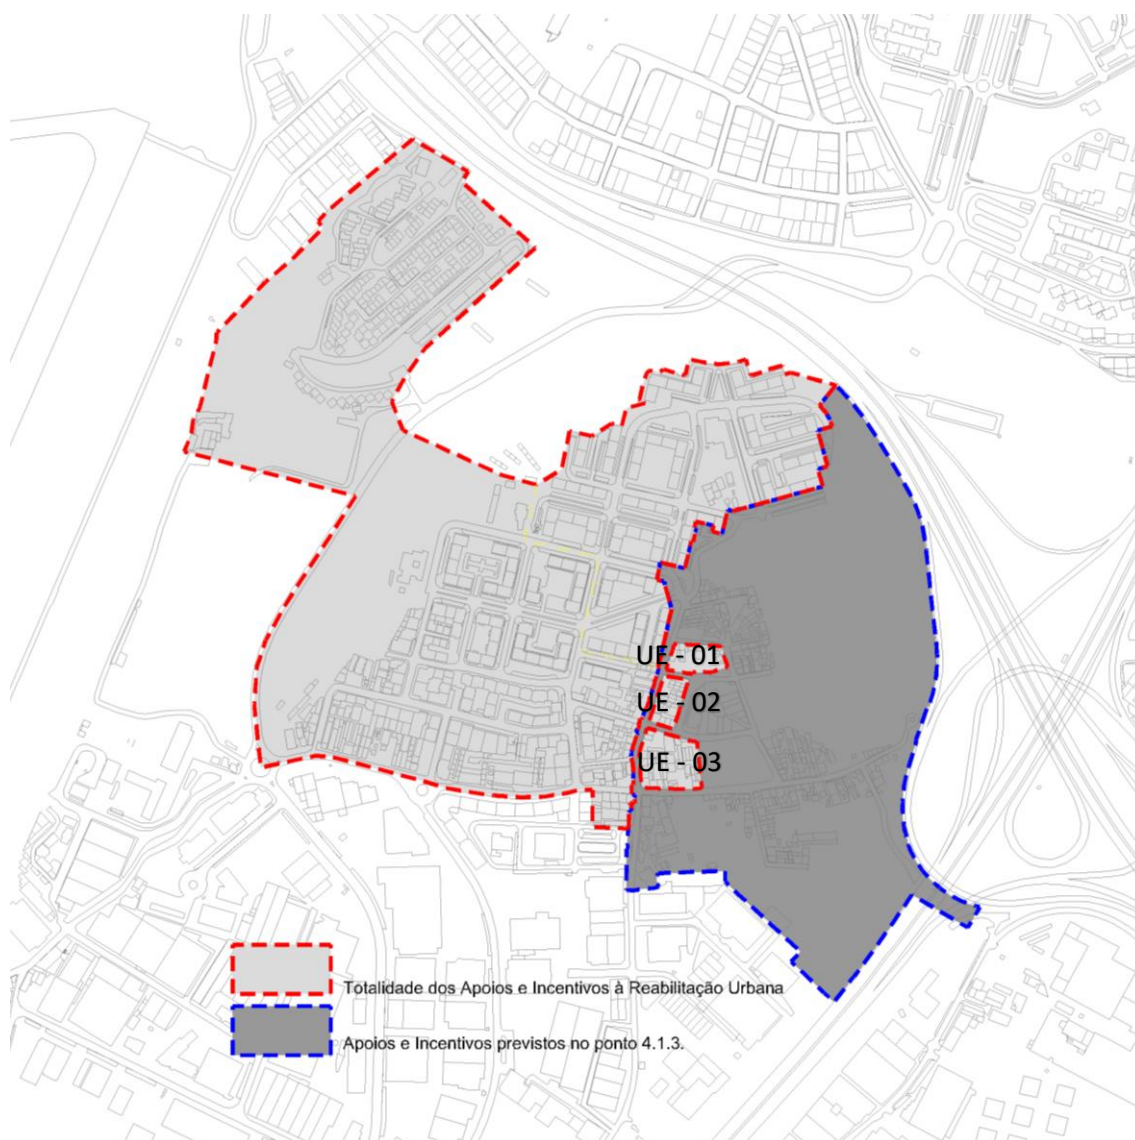 UE - 01
UE - 02
UE - 03
Totalidade dos Apoios e Incentivos à Reabilitação Urbana
Apoios e Incentivos previstos no ponto 4.1.3.